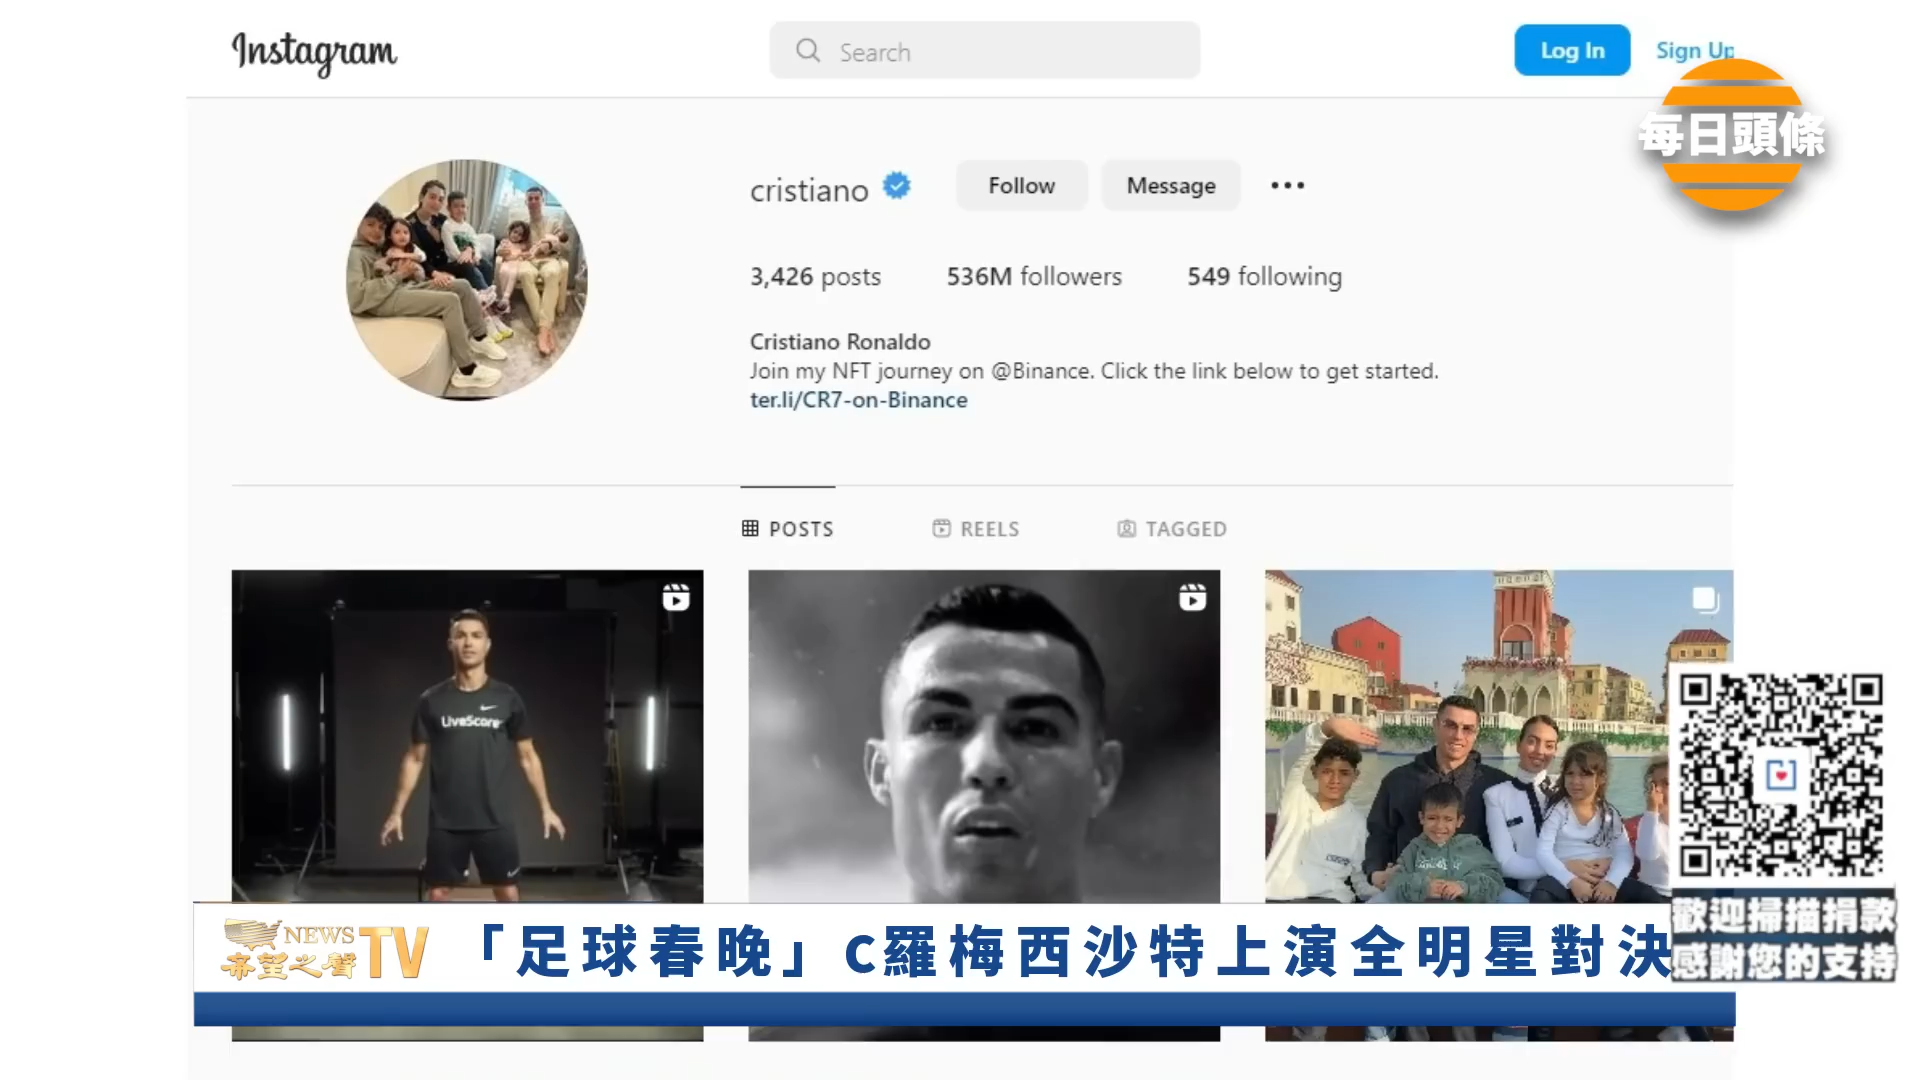 Instagram
Search
Log In
Sign Up
每日頭條
cristiano
Follow
Message
3,426 posts
536M followers
549 following
Cristiano Ronaldo
Join my NFT journey on @Binance. Click the link below to get started.
ter.li/CR7-on-Binance
POSTS
REELS
TAGGED
LiveScore
NEWS
希望之聲TV
「足球春晚」C羅梅西沙特上演全明星對決
歡迎掃描捐款
感謝您的支持